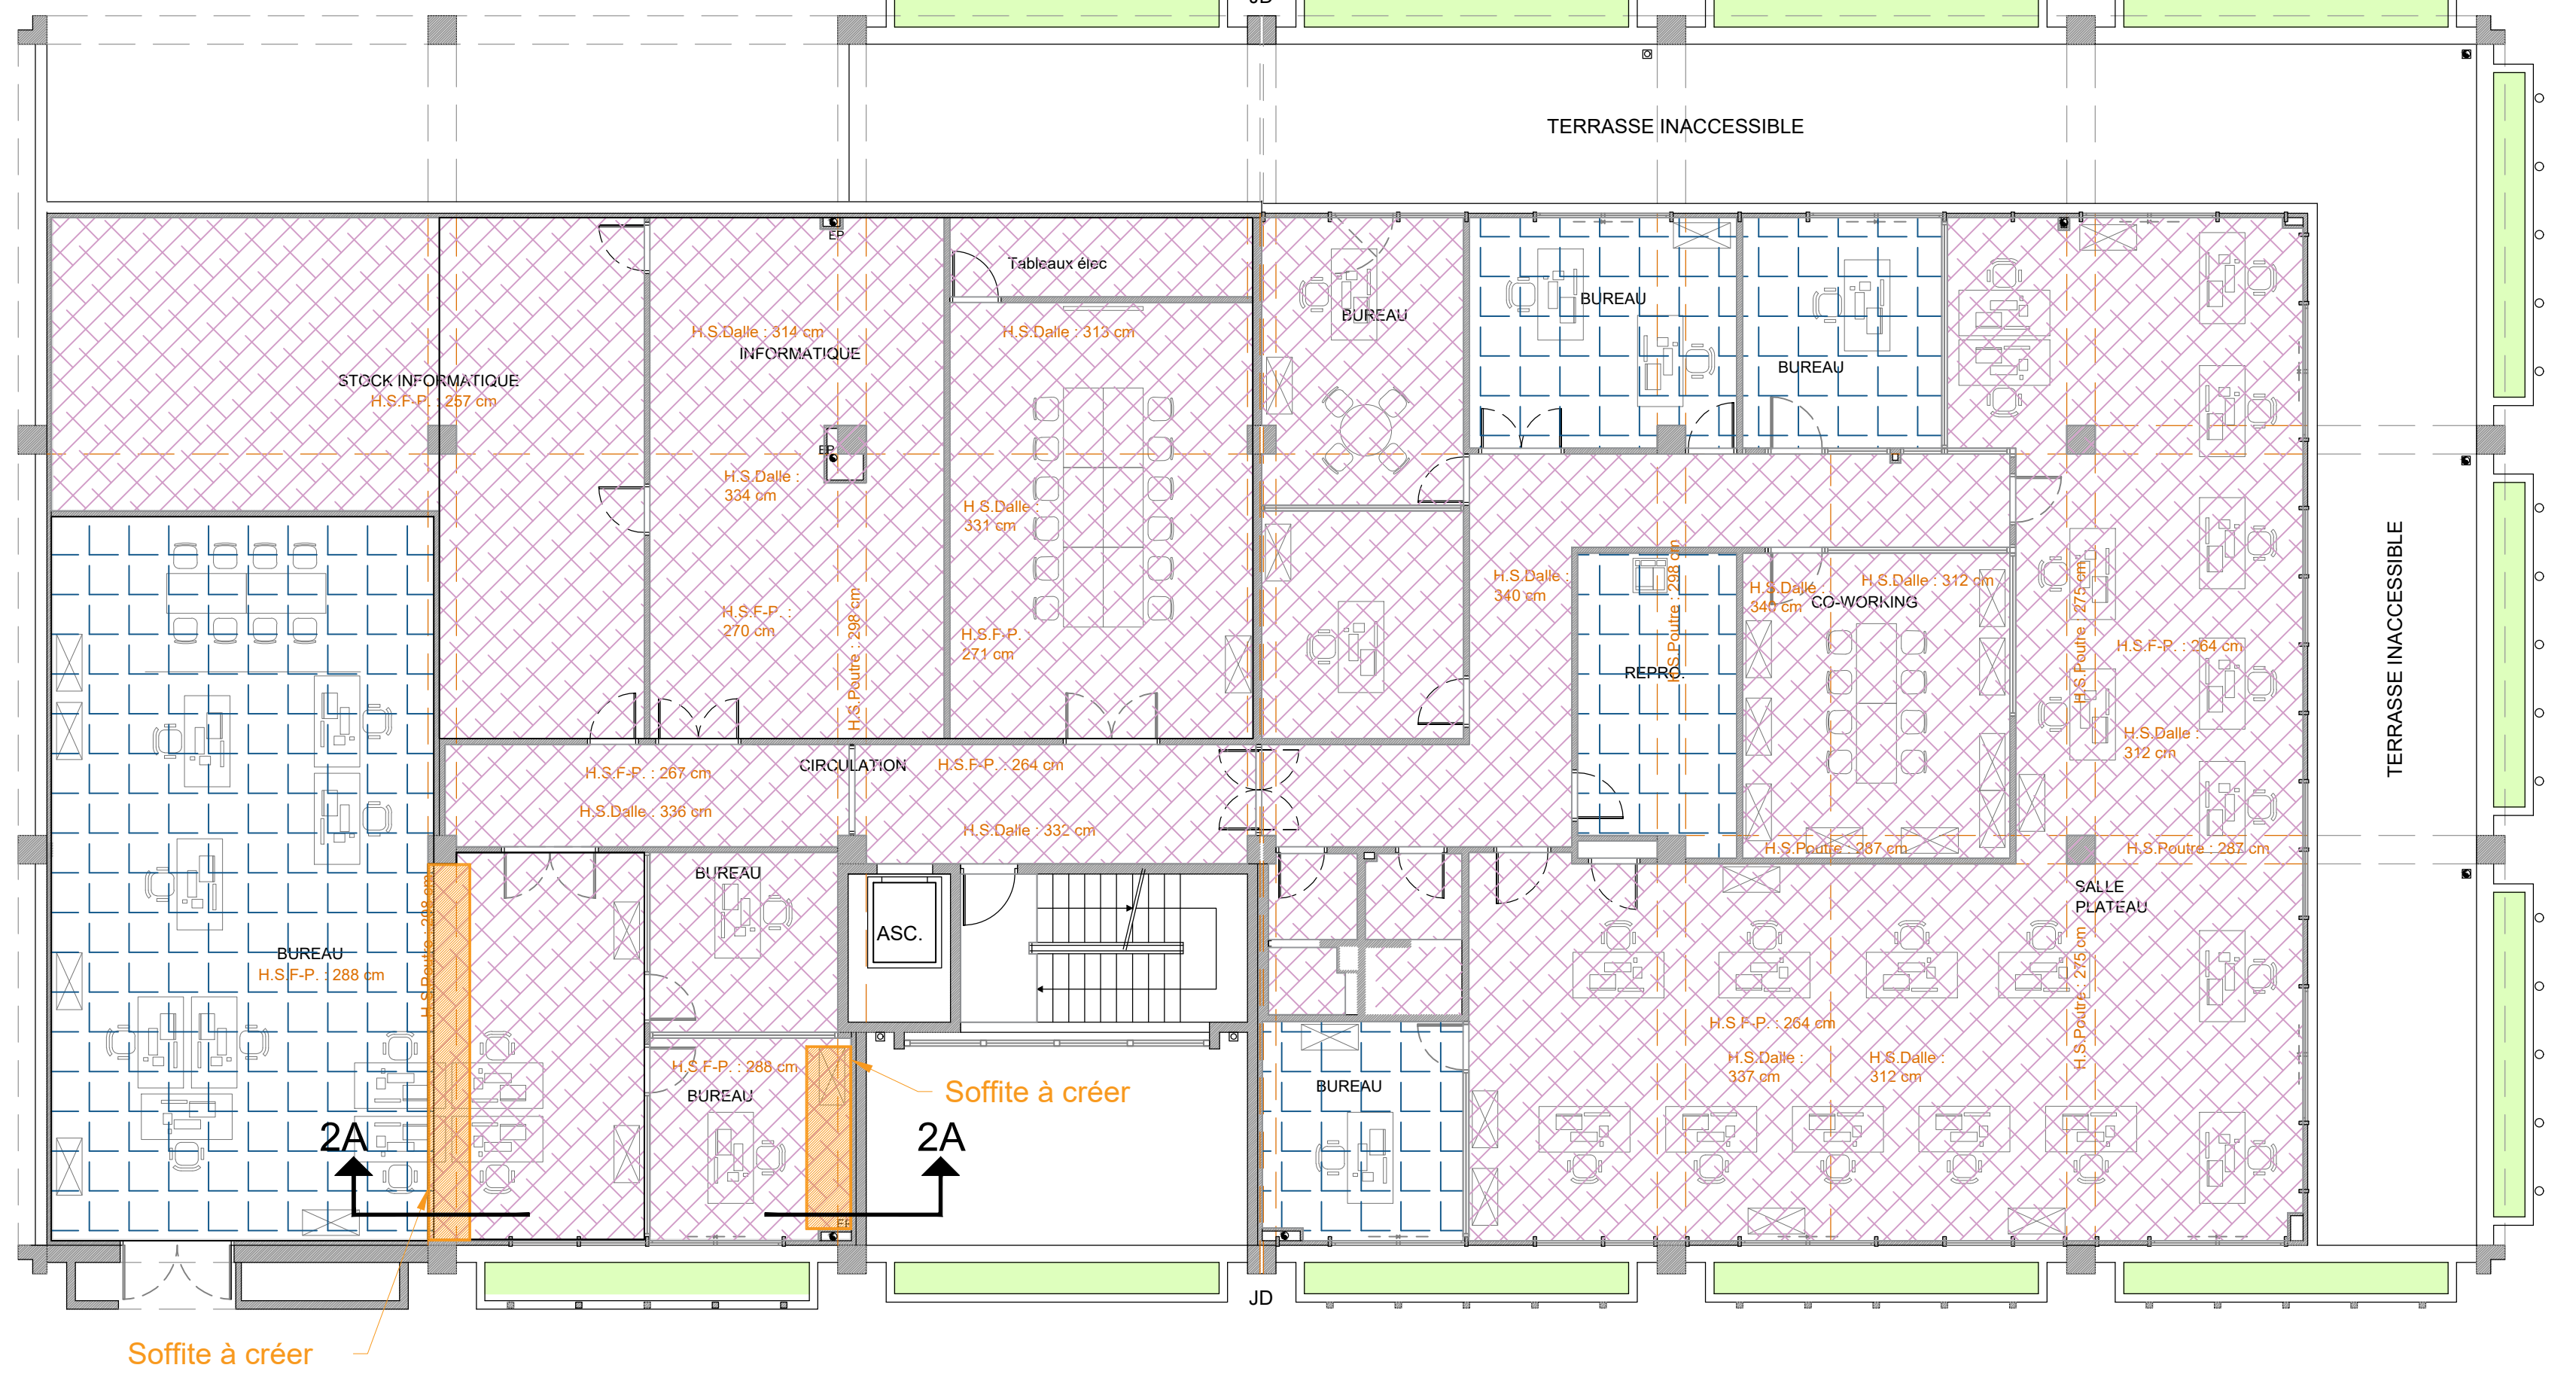 JD
TERRASSE INACCESSIBLE
EP
Tableaux élec
BUREAU
BUREAU
BUREAU
H.S.Dalle : 314 cm
INFORMATIQUE
H.S.Dalle : 313 cm
STOCK INFORMATIQUE
H.S.F-P. : 257 cm
EP
H.S.Dalle :
334 cm
H.S.Dalle :
331 cm
H.S.F-P. :
270 cm
H.S.Poutre : 298 cm
H.S.F-P. :
271 cm
H.S.Dalle :
340 cm
H.S.Poutre : 298 cm
REPRO.
H.S.Dalle :
340 cm
H.S.Dalle : 312 cm
CO-WORKING
H.S.Poutre : 275 cm
H.S.F-P. : 264 cm
H.S.Dalle :
312 cm
TERRASSE INACCESSIBLE
CIRCULATION
H.S.F-P. : 267 cm
H.S.F-P. : 264 cm
H.S.Dalle : 336 cm
H.S.Dalle : 332 cm
H.S.Poutre : 287 cm
H.S.Poutre : 287 cm
BUREAU
SALLE
PLATEAU
ASC.
H.S.Poutre : 298 cm
BUREAU
H.S.F-P. : 288 cm
H.S.Poutre : 275 cm
H.S.F-P. : 264 cm
H.S.Dalle :
337 cm
H.S.Dalle :
312 cm
H.S.F-P. : 288 cm
BUREAU
Soffite à créer
BUREAU
2A
2A
EP
JD
Soffite à créer